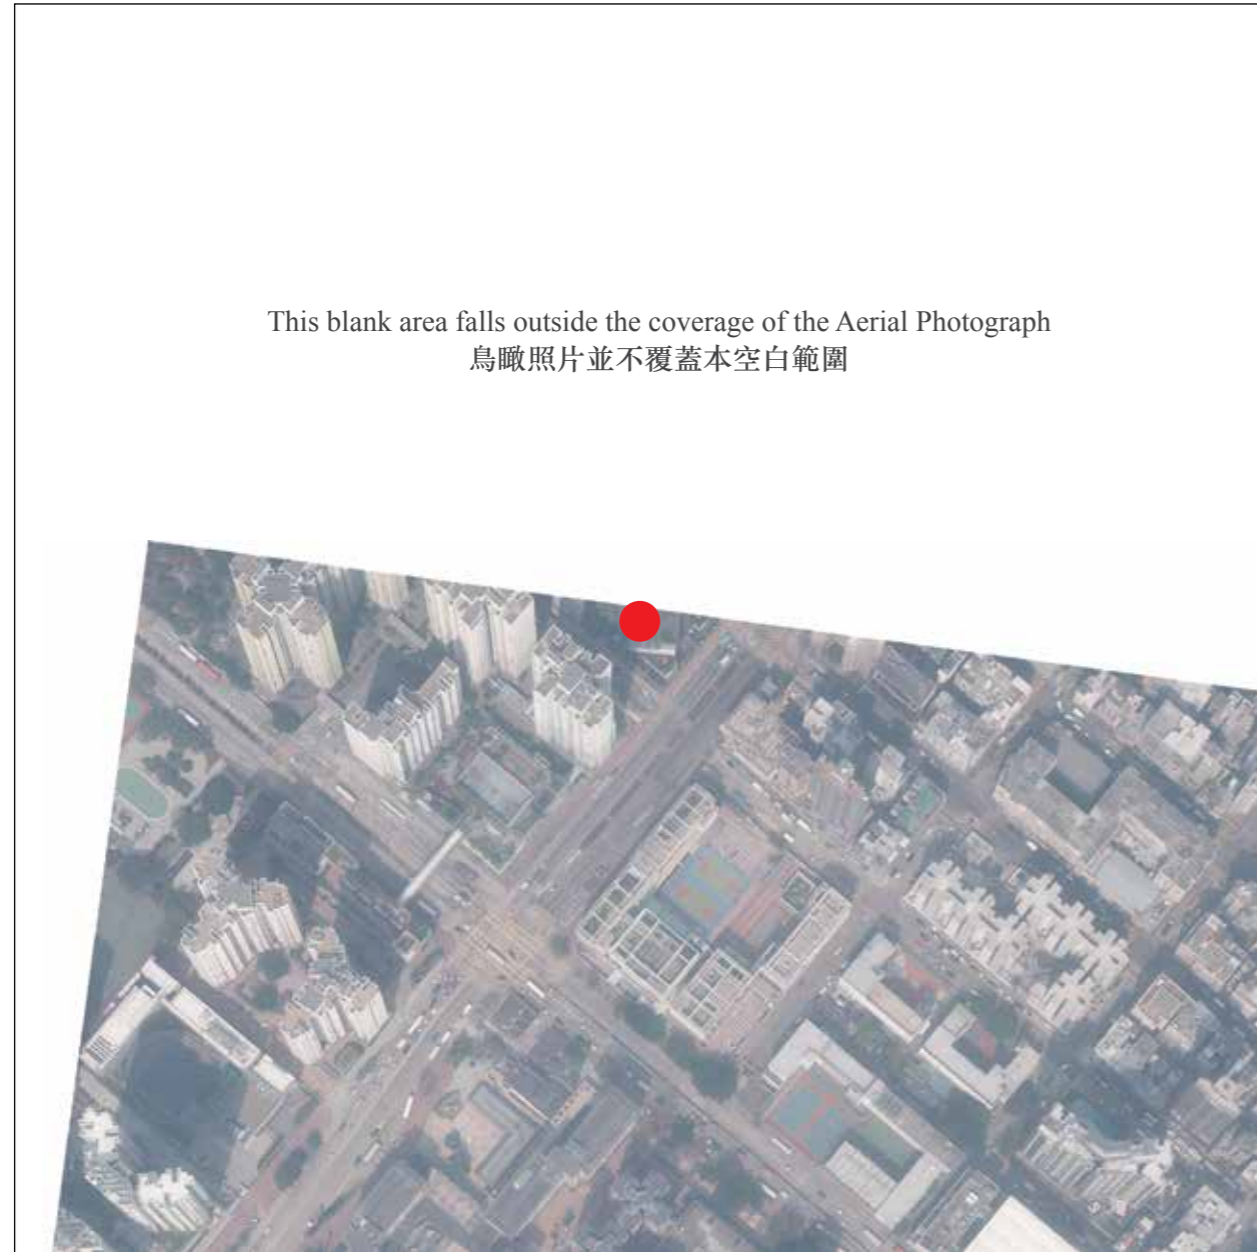 This blank area falls outside the coverage of the Aerial Photograph
鳥瞰照片並不覆蓋本空白範圍